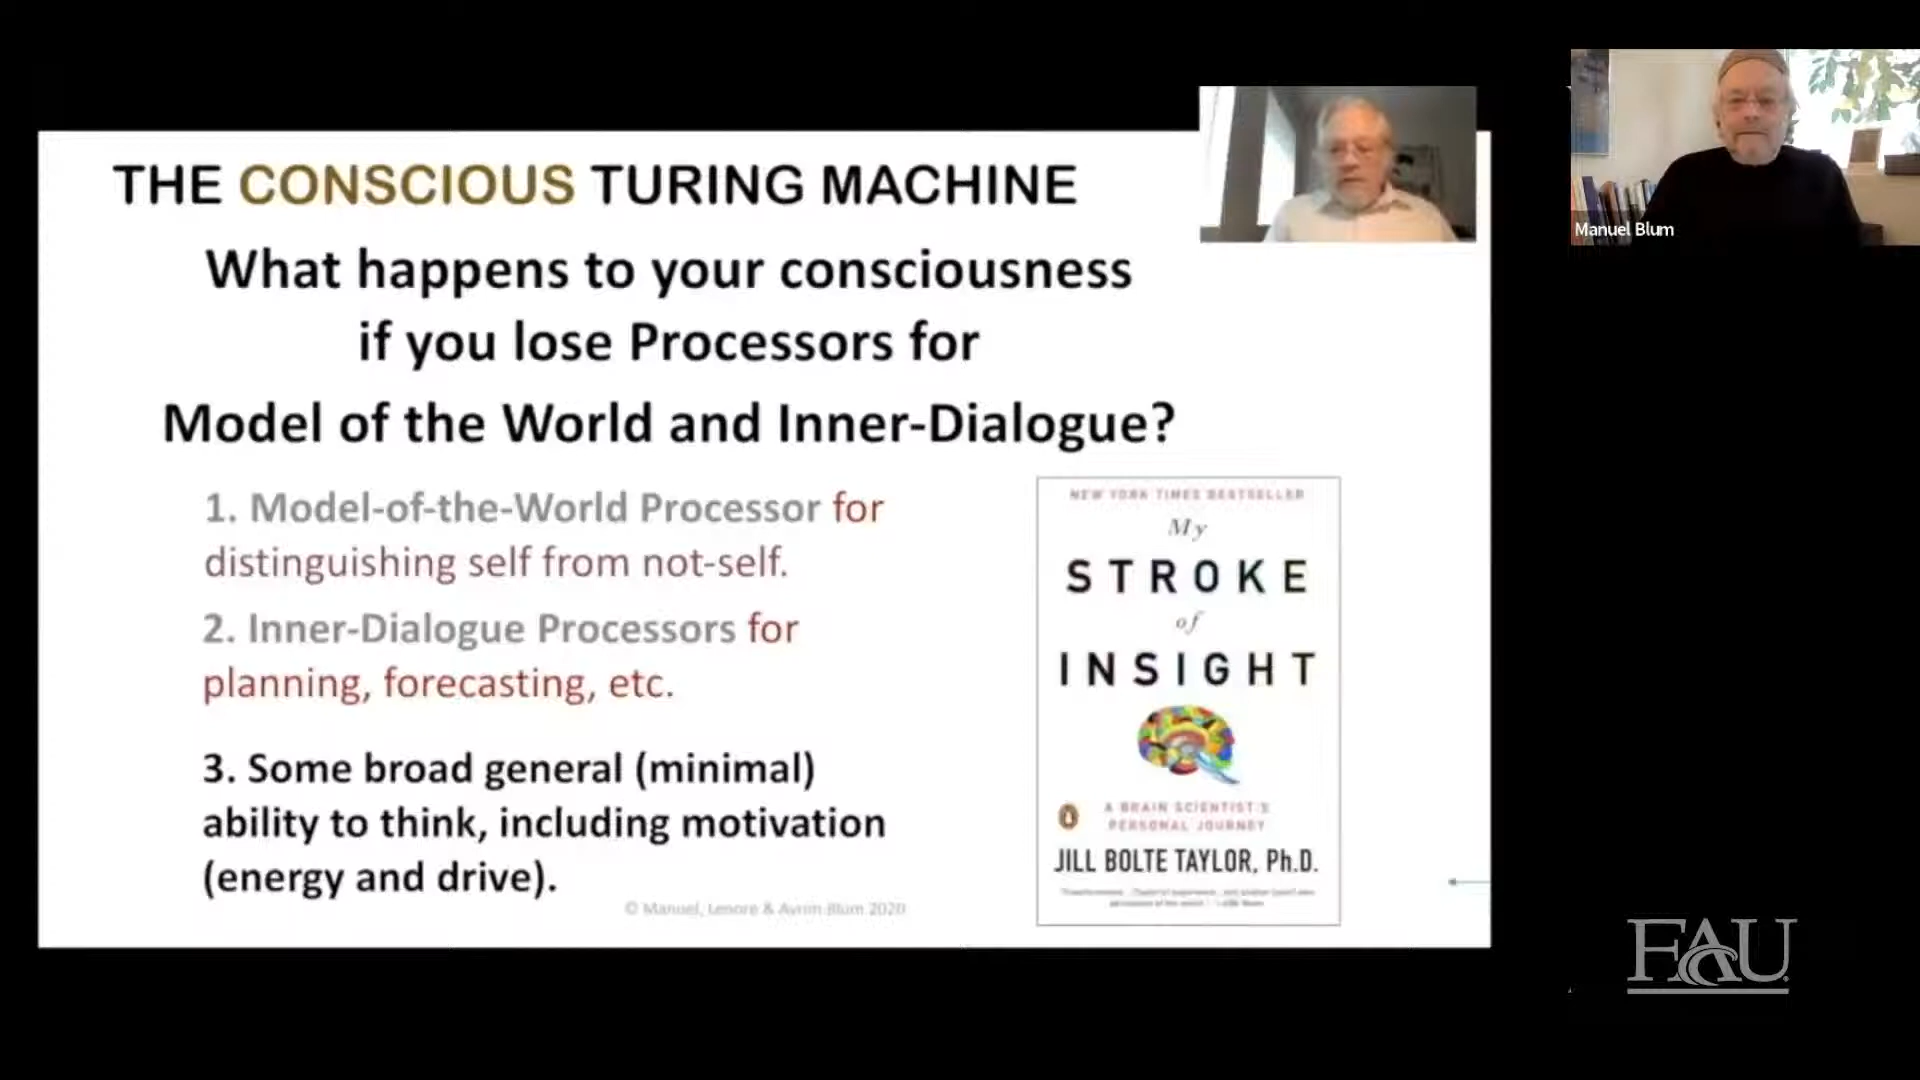 THE CONSCIOUS TURING MACHINE
What happens to your consciousness
if you lose Processors for
Model of the World and Inner-Dialogue?
1. Model-of-the-World Processor for
distinguishing self from not-self.
2. Inner-Dialogue Processors for
planning, forecasting, etc.
3. Some broad general (minimal)
ability to think, including motivation
(energy and drive).
© Manuel, Lenore & Avrim Blum 2020
NEW YORK TIMES BESTSELLER
My
STROKE
of
INSIGHT
A BRAIN SCIENTIST'S
PERSONAL JOURNEY
JILL BOLTE TAYLOR, Ph.D.
Manuel Blum
FAU